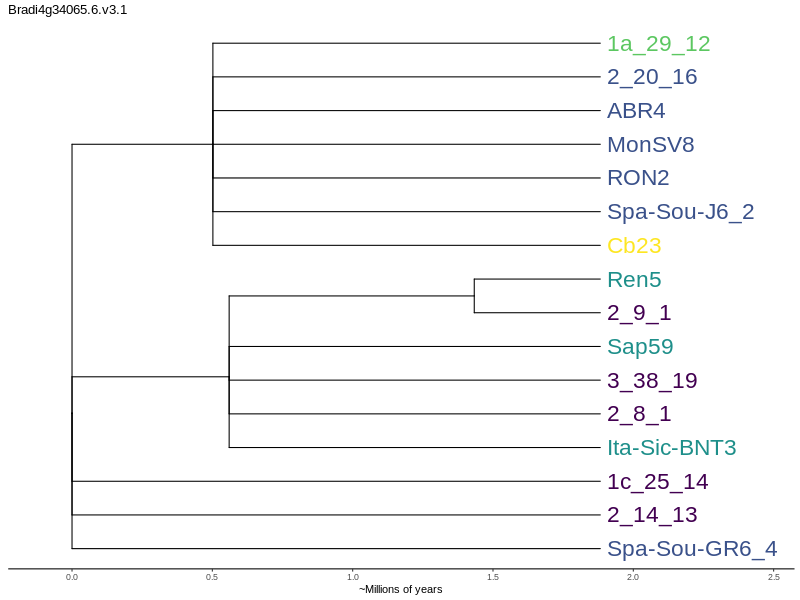 Bradi4g34065.6.v3.1
1a_29_12
2_20_16
ABR4
MonSV8
RON2
Spa-Sou-J6_2
Cb23
Ren5
2_9_1
Sap59
3_38_19
2_8_1
Ita-Sic-BNT3
1c_25_14
2_14_13
Spa-Sou-GR6_4
0.0 0.5 1.0 1.5 2.0 2.5
~Millions of years